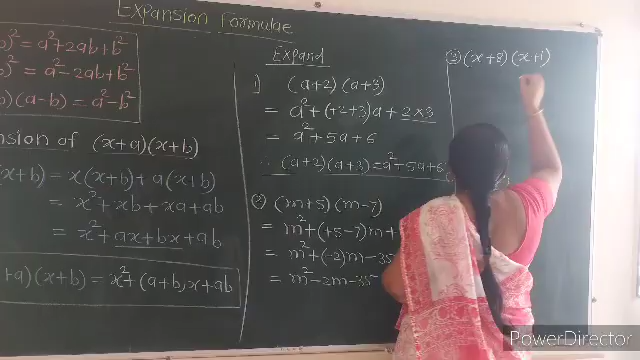 Expansion Formulae
b)² = a²+2ab+b²
b)² = a²-2ab+b²
b)(a-b) = a²-b²
nsion of (x+a)(x+b)
(x+b) = x(x+b)+a(x+b)
= x²+xb+xa+ab
= x²+ax+bx+ab
+a)(x+b) = x²+(a+b)x+ab
Expand
1) (a+2)(a+3)
= a²+(+2+3)a+2×3
= a²+5a+6
∴ (a+2)(a+3)=a²+5a+6
② (m+5)(m-7)
= m²+(+5-7)m+
= m²+(-2)m-35
= m²-2m-35
③ (x+8)(x+1)
PowerDirector